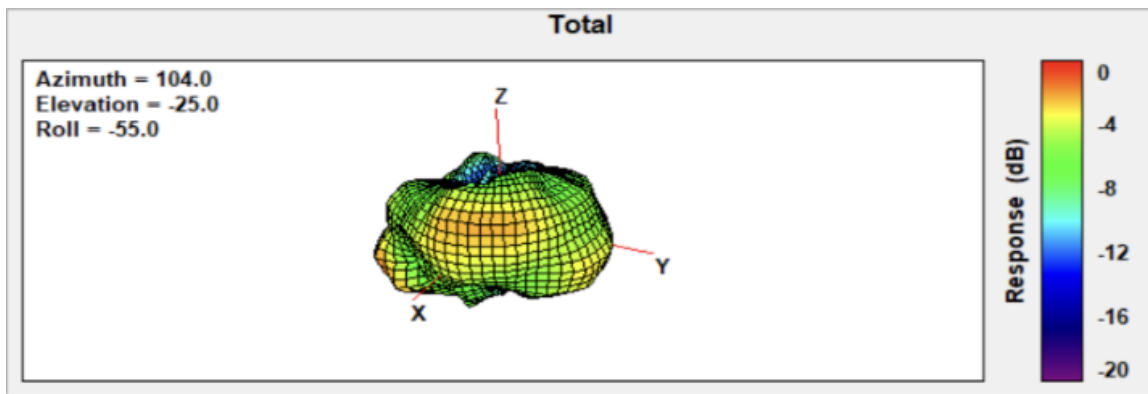 Total
Azimuth = 104.0
Elevation = -25.0
Roll = -55.0
Z
Y
X
Response (dB)
0
-4
-8
-12
-16
-20